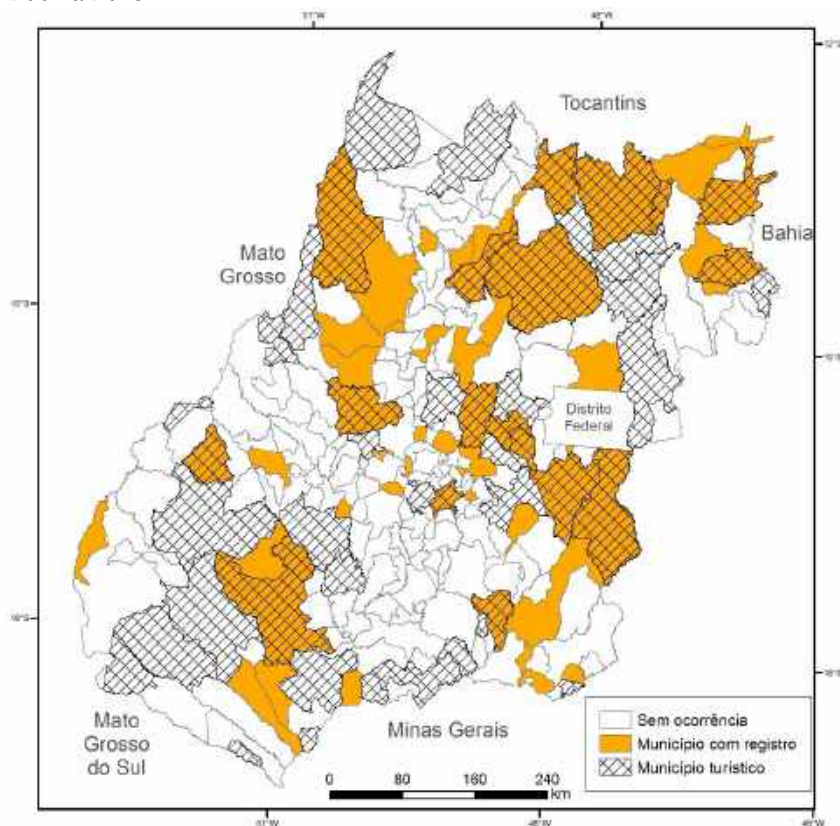 Tocantins
Bahia
Mato
Grosso
Distrito
Federal
Mato
Grosso
do Sul
Minas Gerais
Sem ocorrência
Município com registro
Município turístico
0 80 160 240
km